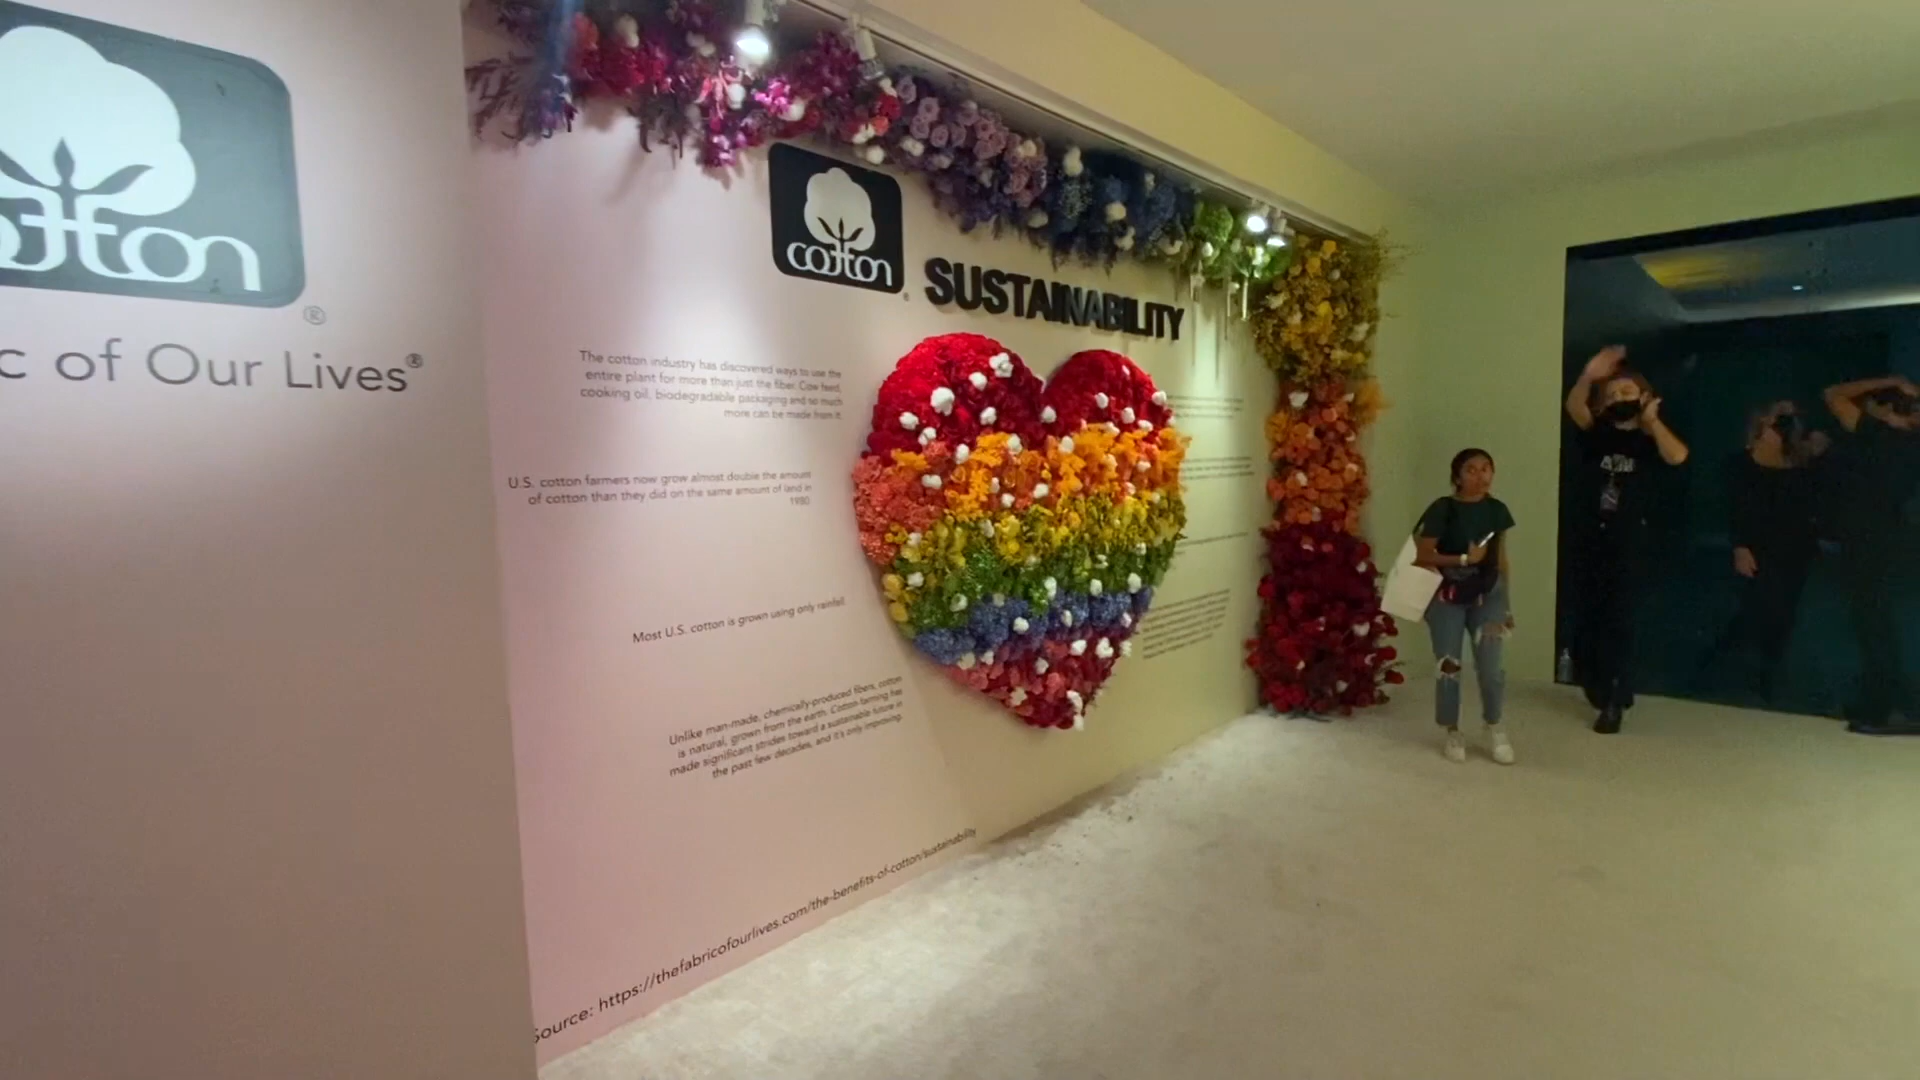 cotton
®
c of Our Lives®
cotton
®
SUSTAINABILITY
The cotton industry has discovered ways to use the
entire plant for more than just the fiber. Cow feed,
cooking oil, biodegradable packaging and so much
more can be made from it.
U.S. cotton farmers now grow almost double the amount
of cotton than they did on the same amount of land in
1980.
Most U.S. cotton is grown using only rainfall.
Unlike man-made, chemically-produced fibers, cotton
is natural, grown from the earth. Cotton farming has
made significant strides toward a sustainable future in
the past few decades, and it's only improving.
Source: https://thefabricofourlives.com/the-benefits-of-cotton/sustainability